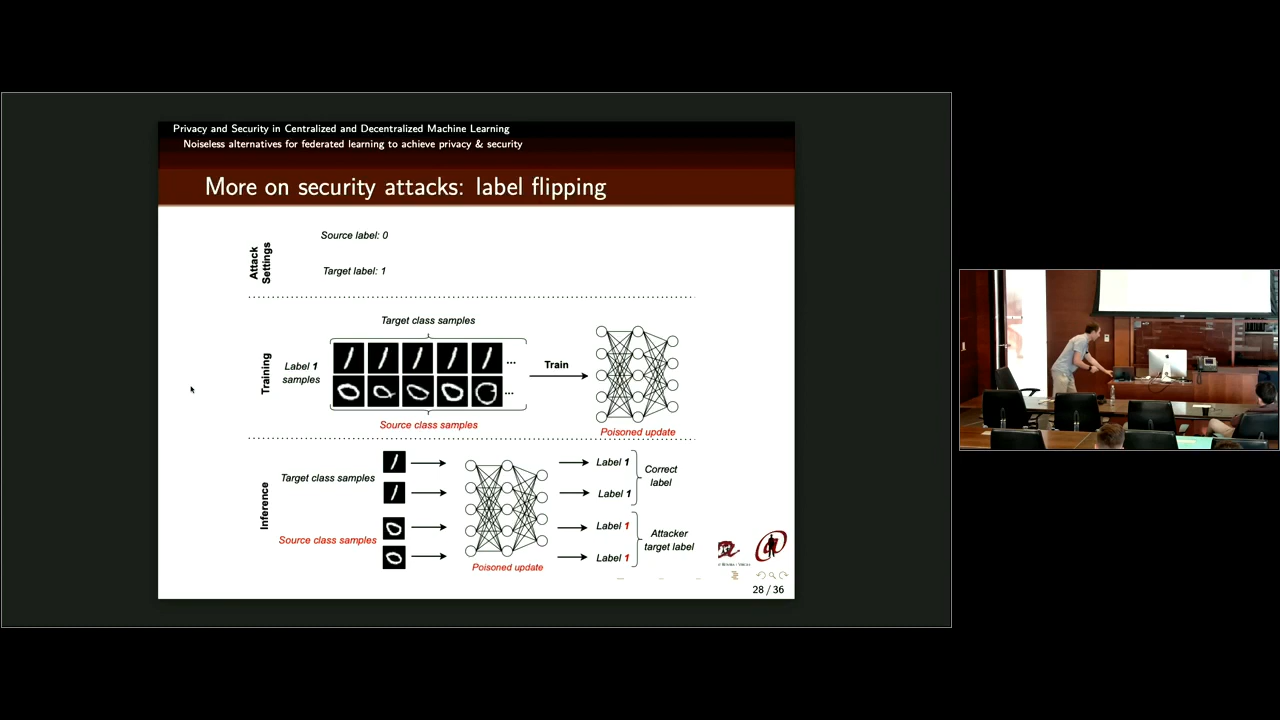 Privacy and Security in Centralized and Decentralized Machine Learning
Noiseless alternatives for federated learning to achieve privacy & security
More on security attacks: label flipping
Attack
Settings
Source label: 0
Target label: 1
Training
Target class samples
Label 1
samples
...
...
Train
Source class samples
Poisoned update
Inference
Target class samples
Source class samples
Poisoned update
Label 1
Label 1
Label 1
Label 1
Correct
label
Attacker
target label
28 / 36